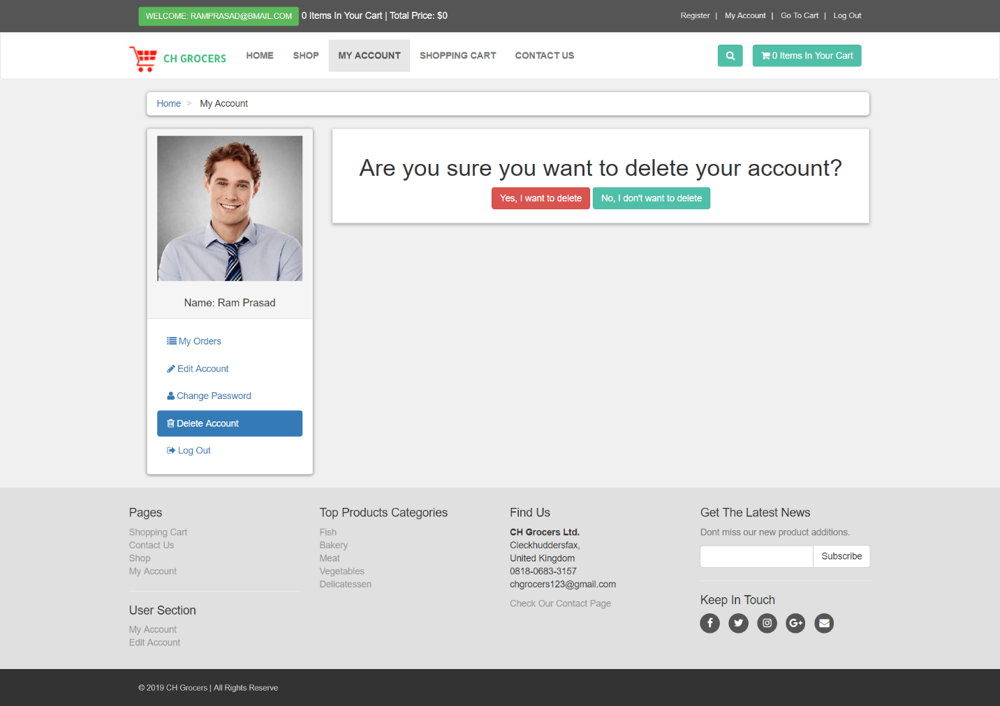 WELCOME: RAMPRASAD@BMAIL.COM 0 Items In Your Cart | Total Price: $0
Register | My Account | Go To Cart | Log Out
CH GROCERS
HOME SHOP MY ACCOUNT SHOPPING CART CONTACT US
0 Items In Your Cart
Home > My Account
Name: Ram Prasad
My Orders
Edit Account
Change Password
Delete Account
Log Out
Are you sure you want to delete your account?
Yes, I want to delete No, I don't want to delete
Pages
Shopping Cart
Contact Us
Shop
My Account
User Section
My Account
Edit Account
Top Products Categories
Fish
Bakery
Meat
Vegetables
Delicatessen
Find Us
CH Grocers Ltd.
Cleckhuddersfax,
United Kingdom
0818-0683-3157
chgrocers123@gmail.com
Check Our Contact Page
Get The Latest News
Dont miss our new product additions.
Subscribe
Keep In Touch
© 2019 CH Grocers | All Rights Reserve